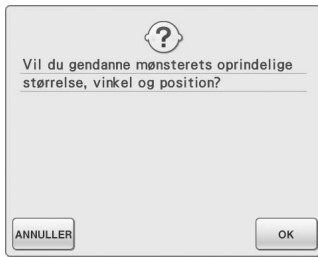 ?
Vil du gendanne mønsterets oprindelige
størrelse, vinkel og position?
ANNULLER
OK